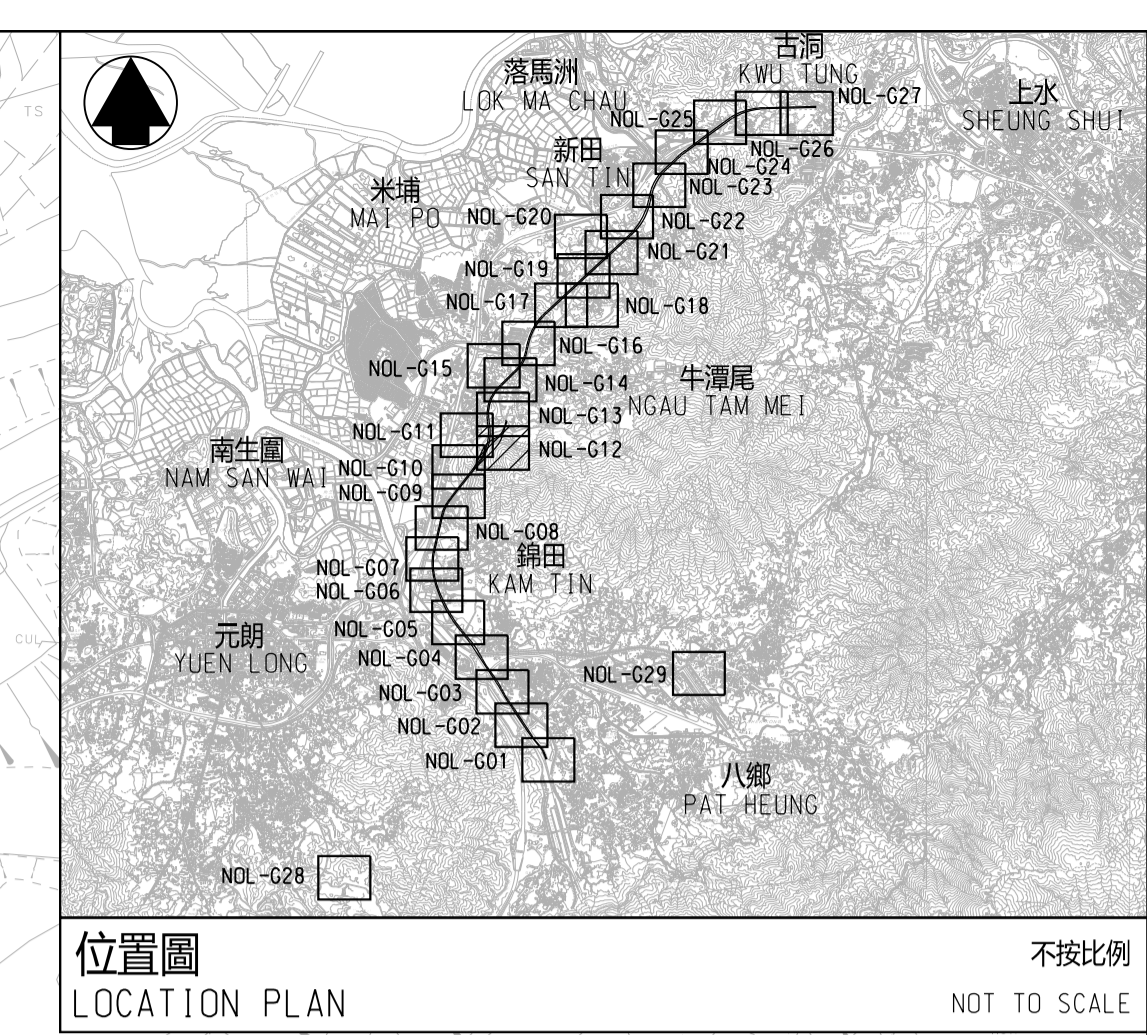 TS
古洞
KWU TUNG
落馬洲
LOK MA CHAU
NOL-G27
上水
SHEUNG SHUI
NOL-G25
NOL-G26
新田
SAN TIN
NOL-G24
NOL-G23
米埔
MAI PO
NOL-G20
NOL-G22
NOL-G21
NOL-G19
NOL-G17
NOL-G18
NOL-G16
NOL-G15
NOL-G14
牛潭尾
NGAU TAM MEI
NOL-G13
NOL-G11
NOL-G12
南生圍
NAM SAN WAI
NOL-G10
NOL-G09
NOL-G08
錦田
KAM TIN
NOL-G07
NOL-G06
NOL-G05
CUL
元朗
YUEN LONG
NOL-G04
NOL-G29
NOL-G03
NOL-G02
NOL-G01
八鄉
PAT HEUNG
NOL-G28
位置圖
LOCATION PLAN
不按比例
NOT TO SCALE